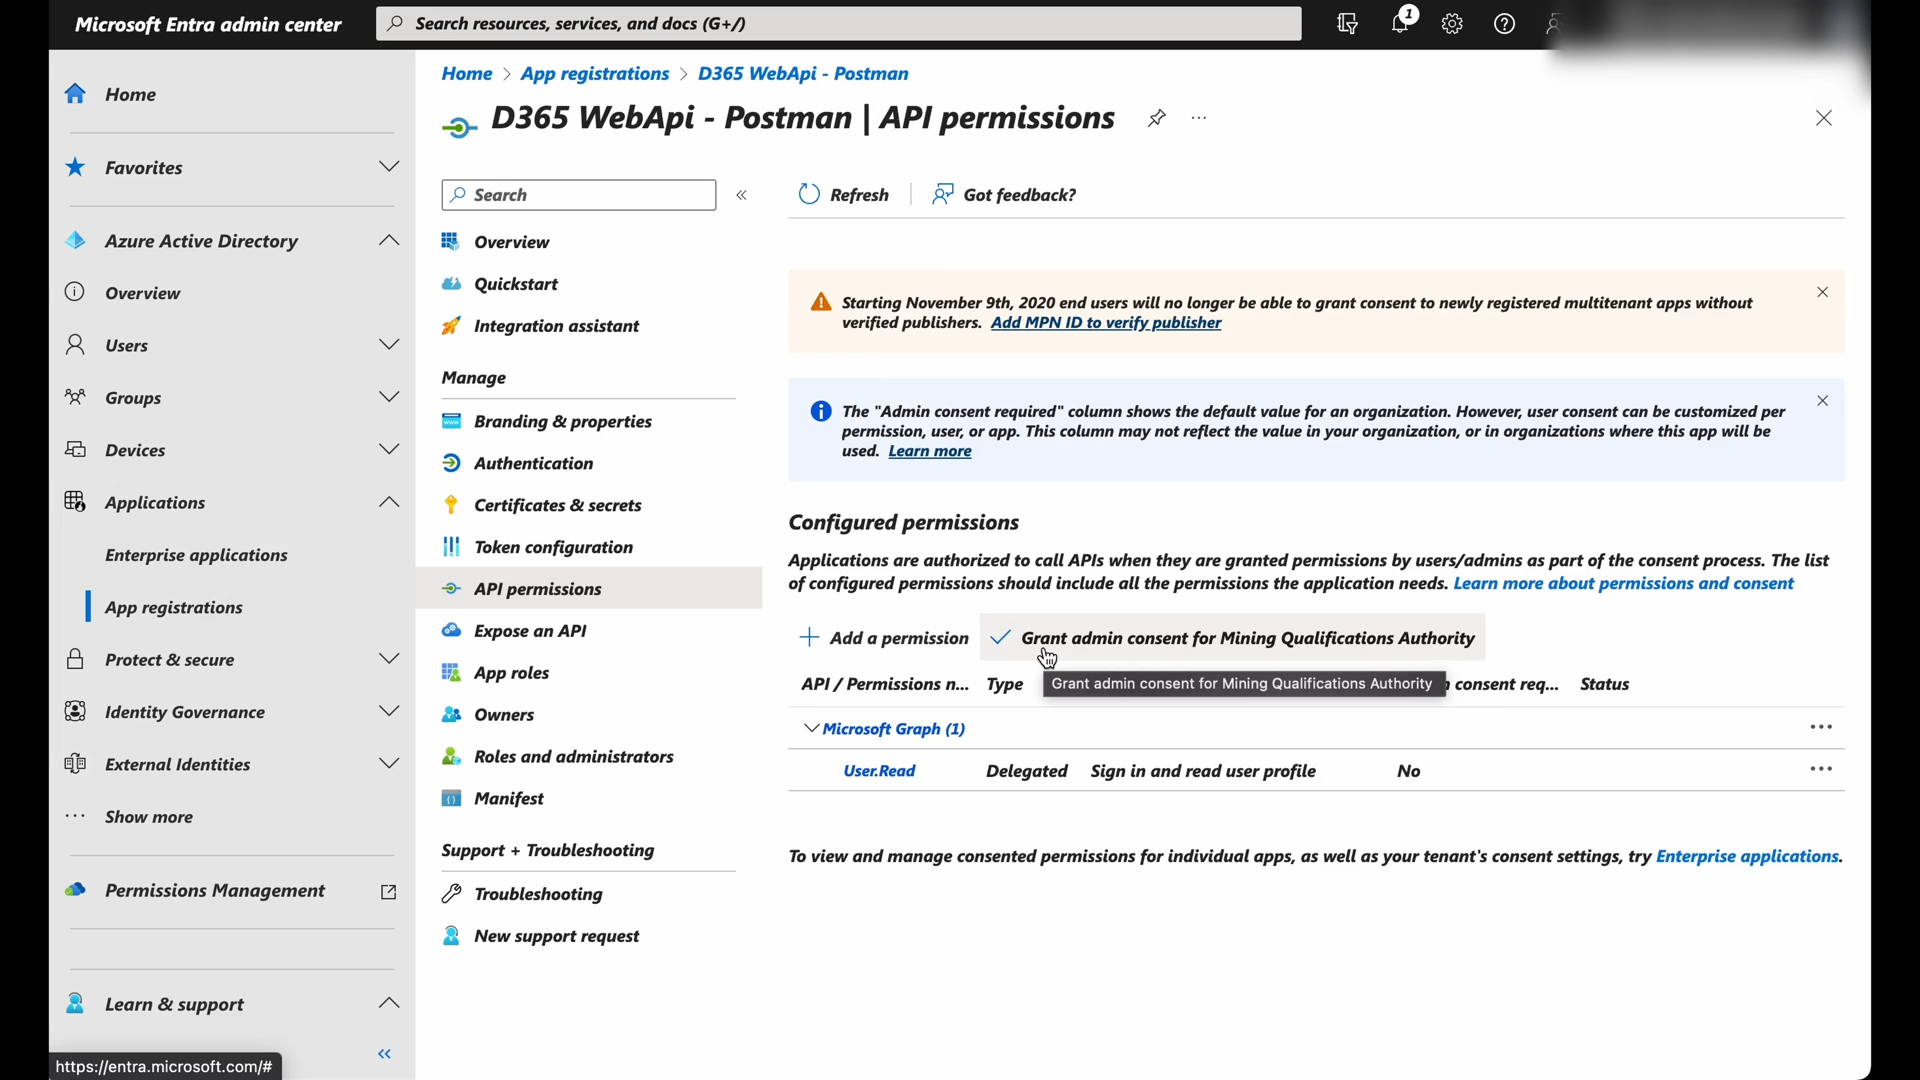 Microsoft Entra admin center
Search resources, services, and docs (G+/)
1
Home
Favorites
Azure Active Directory
Overview
Users
Groups
Devices
Applications
Enterprise applications
App registrations
Protect & secure
Identity Governance
External Identities
Show more
Permissions Management
Learn & support
https://entra.microsoft.com/#
Home > App registrations > D365 WebApi - Postman
D365 WebApi - Postman | API permissions
Search
Overview
Quickstart
Integration assistant
Manage
Branding & properties
Authentication
Certificates & secrets
Token configuration
API permissions
Expose an API
App roles
Owners
Roles and administrators
Manifest
Support + Troubleshooting
Troubleshooting
New support request
Refresh
Got feedback?
Starting November 9th, 2020 end users will no longer be able to grant consent to newly registered multitenant apps without
verified publishers. Add MPN ID to verify publisher
The "Admin consent required" column shows the default value for an organization. However, user consent can be customized per
permission, user, or app. This column may not reflect the value in your organization, or in organizations where this app will be
used. Learn more
Configured permissions
Applications are authorized to call APIs when they are granted permissions by users/admins as part of the consent process. The list
of configured permissions should include all the permissions the application needs. Learn more about permissions and consent
Add a permission
Grant admin consent for Mining Qualifications Authority
API / Permissions n... Type consent req... Status
Grant admin consent for Mining Qualifications Authority
Microsoft Graph (1)
User.Read Delegated Sign in and read user profile No
To view and manage consented permissions for individual apps, as well as your tenant's consent settings, try Enterprise applications.